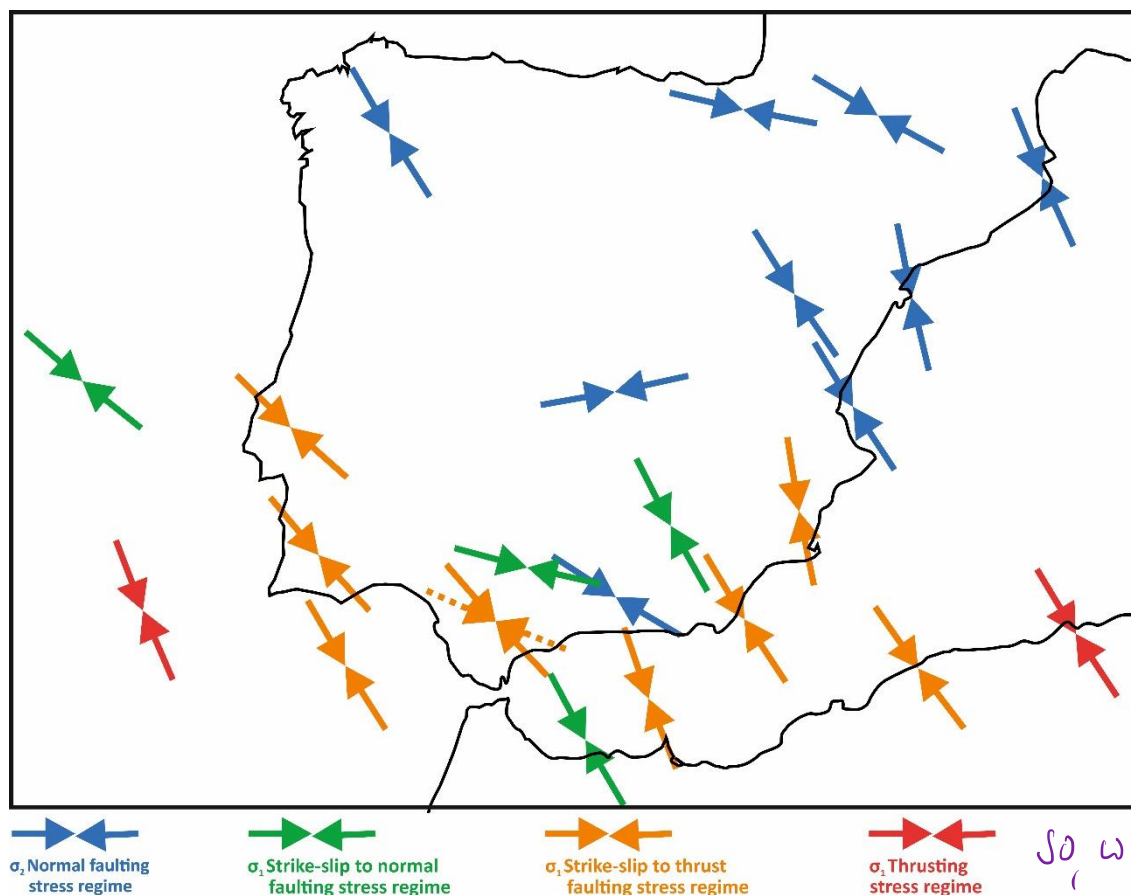 σ₂ Normal faulting
stress regime
σ₁ Strike-slip to normal
faulting stress regime
σ₁ Strike-slip to thrust
faulting stress regime
σ₁ Thrusting
stress regime
so w